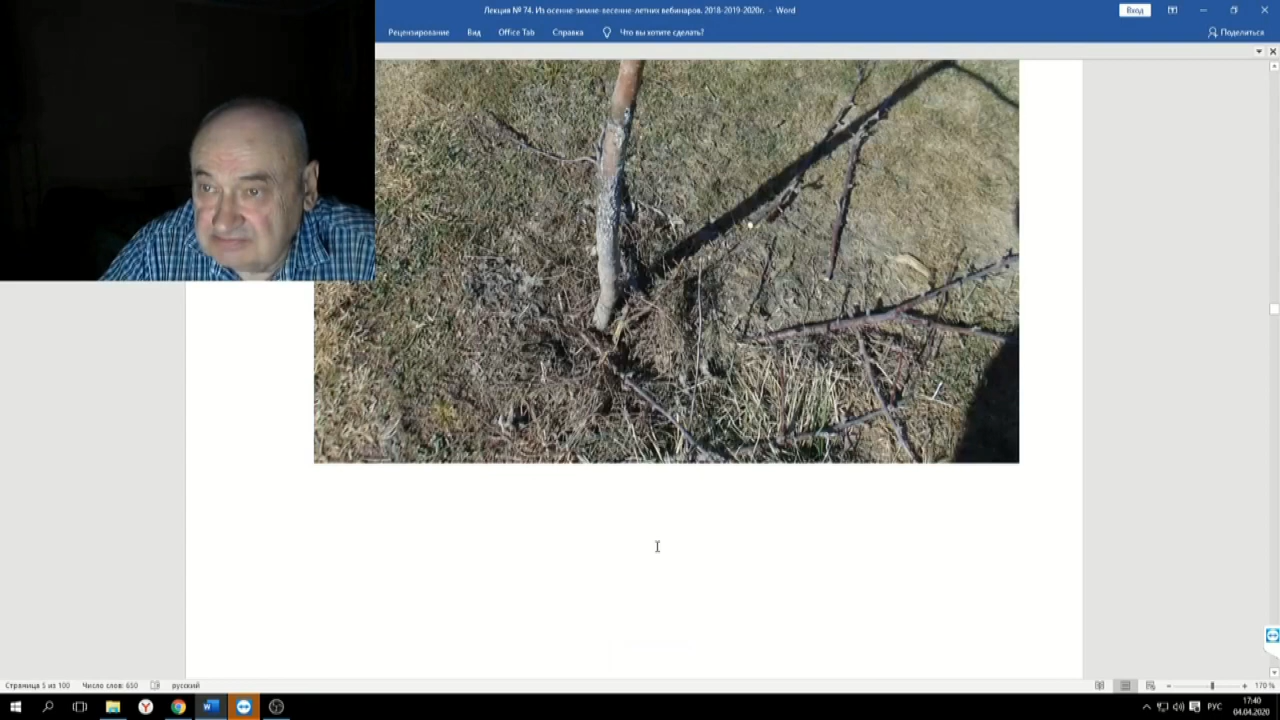 Лекция № 74. Из осенне-зимне-весенне-летних вебинаров. 2018-2019-2020г. - Word
Вход
Рецензирование Вид Office Tab Справка Что вы хотите сделать? Поделиться
Страница 5 из 100 Число слов: 650 русский 170 %
РУС
17:40
04.04.2020